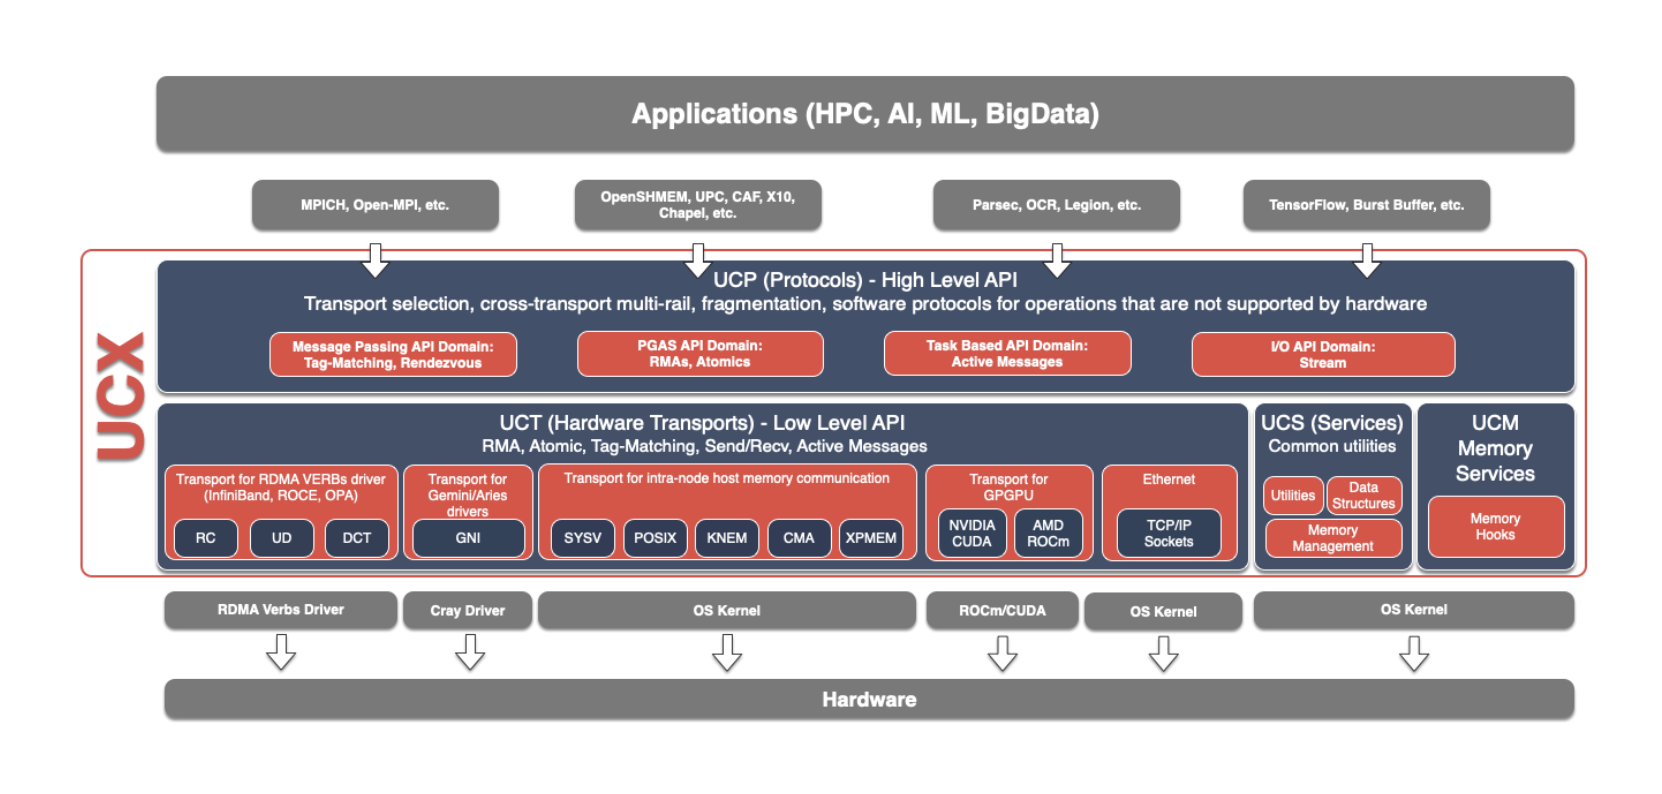 Applications (HPC, AI, ML, BigData)
MPICH, Open-MPI, etc.
OpenSHMEM, UPC, CAF, X10,
Chapel, etc.
Parsec, OCR, Legion, etc.
TensorFlow, Burst Buffer, etc.
UCX
UCP (Protocols) - High Level API
Transport selection, cross-transport multi-rail, fragmentation, software protocols for operations that are not supported by hardware
Message Passing API Domain:
Tag-Matching, Rendezvous
PGAS API Domain:
RMAs, Atomics
Task Based API Domain:
Active Messages
I/O API Domain:
Stream
UCT (Hardware Transports) - Low Level API
RMA, Atomic, Tag-Matching, Send/Recv, Active Messages
Transport for RDMA VERBs driver
(InfiniBand, ROCE, OPA)
RC
UD
DCT
Transport for
Gemini/Aries
drivers
GNI
Transport for intra-node host memory communication
SYSV
POSIX
KNEM
CMA
XPMEM
Transport for
GPGPU
NVIDIA
CUDA
AMD
ROCm
Ethernet
TCP/IP
Sockets
UCS (Services)
Common utilities
Utilities
Data
Structures
Memory
Management
UCM
Memory
Services
Memory
Hooks
RDMA Verbs Driver
Cray Driver
OS Kernel
ROCm/CUDA
OS Kernel
OS Kernel
Hardware